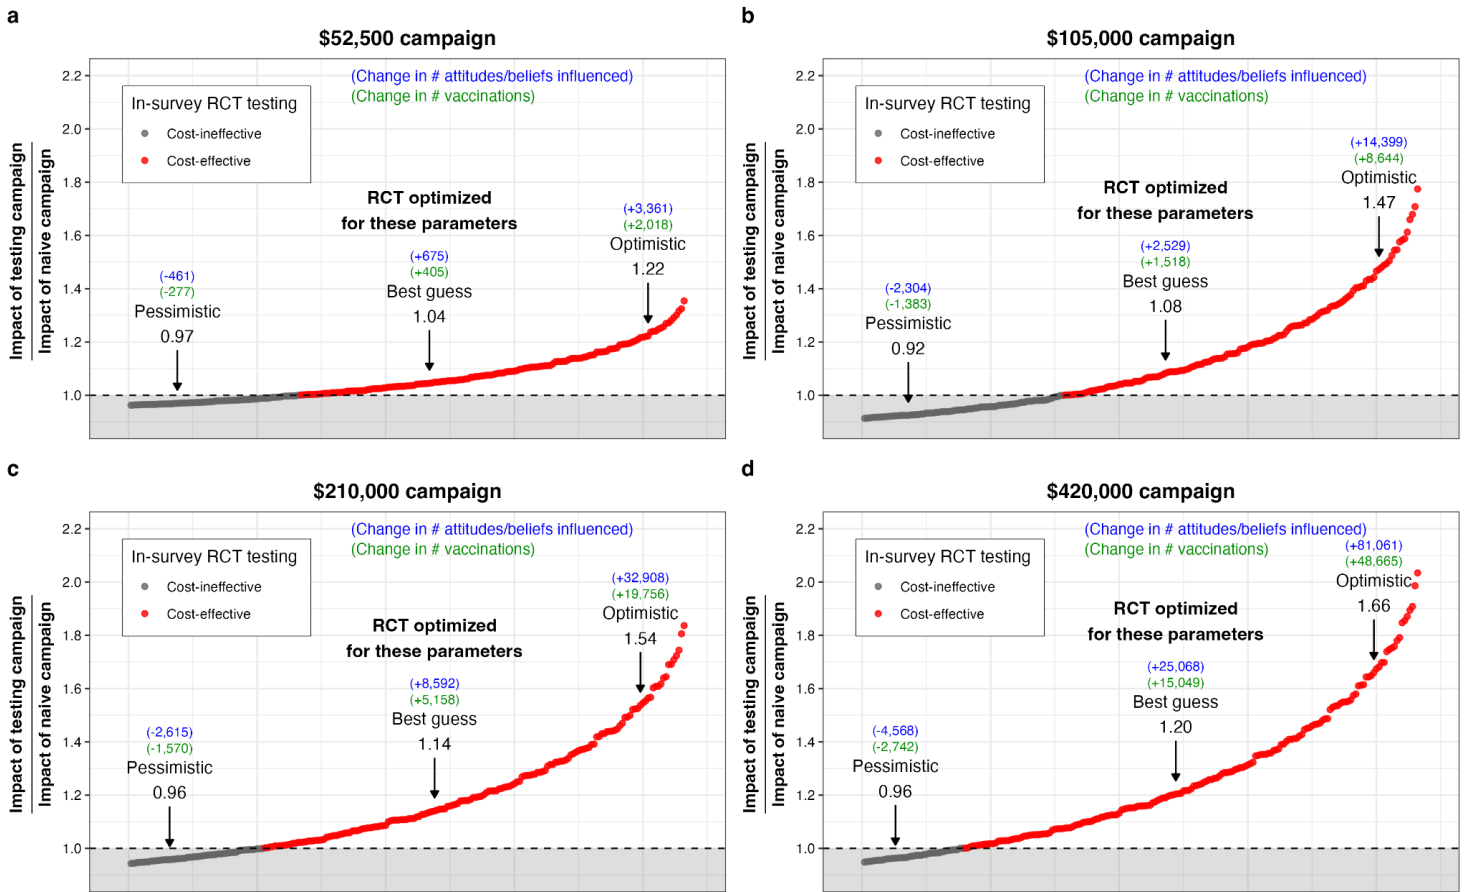 a
$52,500 campaign
Impact of testing campaign
Impact of naive campaign
2.2
2.0
1.8
1.6
1.4
1.2
1.0
(Change in # attitudes/beliefs influenced)
(Change in # vaccinations)
In-survey RCT testing
Cost-ineffective
Cost-effective
RCT optimized
for these parameters
(-461)
(-277)
Pessimistic
0.97
(+675)
(+405)
Best guess
1.04
(+3,361)
(+2,018)
Optimistic
1.22
b
$105,000 campaign
Impact of testing campaign
Impact of naive campaign
2.2
2.0
1.8
1.6
1.4
1.2
1.0
(Change in # attitudes/beliefs influenced)
(Change in # vaccinations)
In-survey RCT testing
Cost-ineffective
Cost-effective
RCT optimized
for these parameters
(-2,304)
(-1,383)
Pessimistic
0.92
(+2,529)
(+1,518)
Best guess
1.08
(+14,399)
(+8,644)
Optimistic
1.47
c
$210,000 campaign
Impact of testing campaign
Impact of naive campaign
2.2
2.0
1.8
1.6
1.4
1.2
1.0
(Change in # attitudes/beliefs influenced)
(Change in # vaccinations)
In-survey RCT testing
Cost-ineffective
Cost-effective
RCT optimized
for these parameters
(-2,615)
(-1,570)
Pessimistic
0.96
(+8,592)
(+5,158)
Best guess
1.14
(+32,908)
(+19,756)
Optimistic
1.54
d
$420,000 campaign
Impact of testing campaign
Impact of naive campaign
2.2
2.0
1.8
1.6
1.4
1.2
1.0
(Change in # attitudes/beliefs influenced)
(Change in # vaccinations)
In-survey RCT testing
Cost-ineffective
Cost-effective
RCT optimized
for these parameters
(-4,568)
(-2,742)
Pessimistic
0.96
(+25,068)
(+15,049)
Best guess
1.20
(+81,061)
(+48,665)
Optimistic
1.66